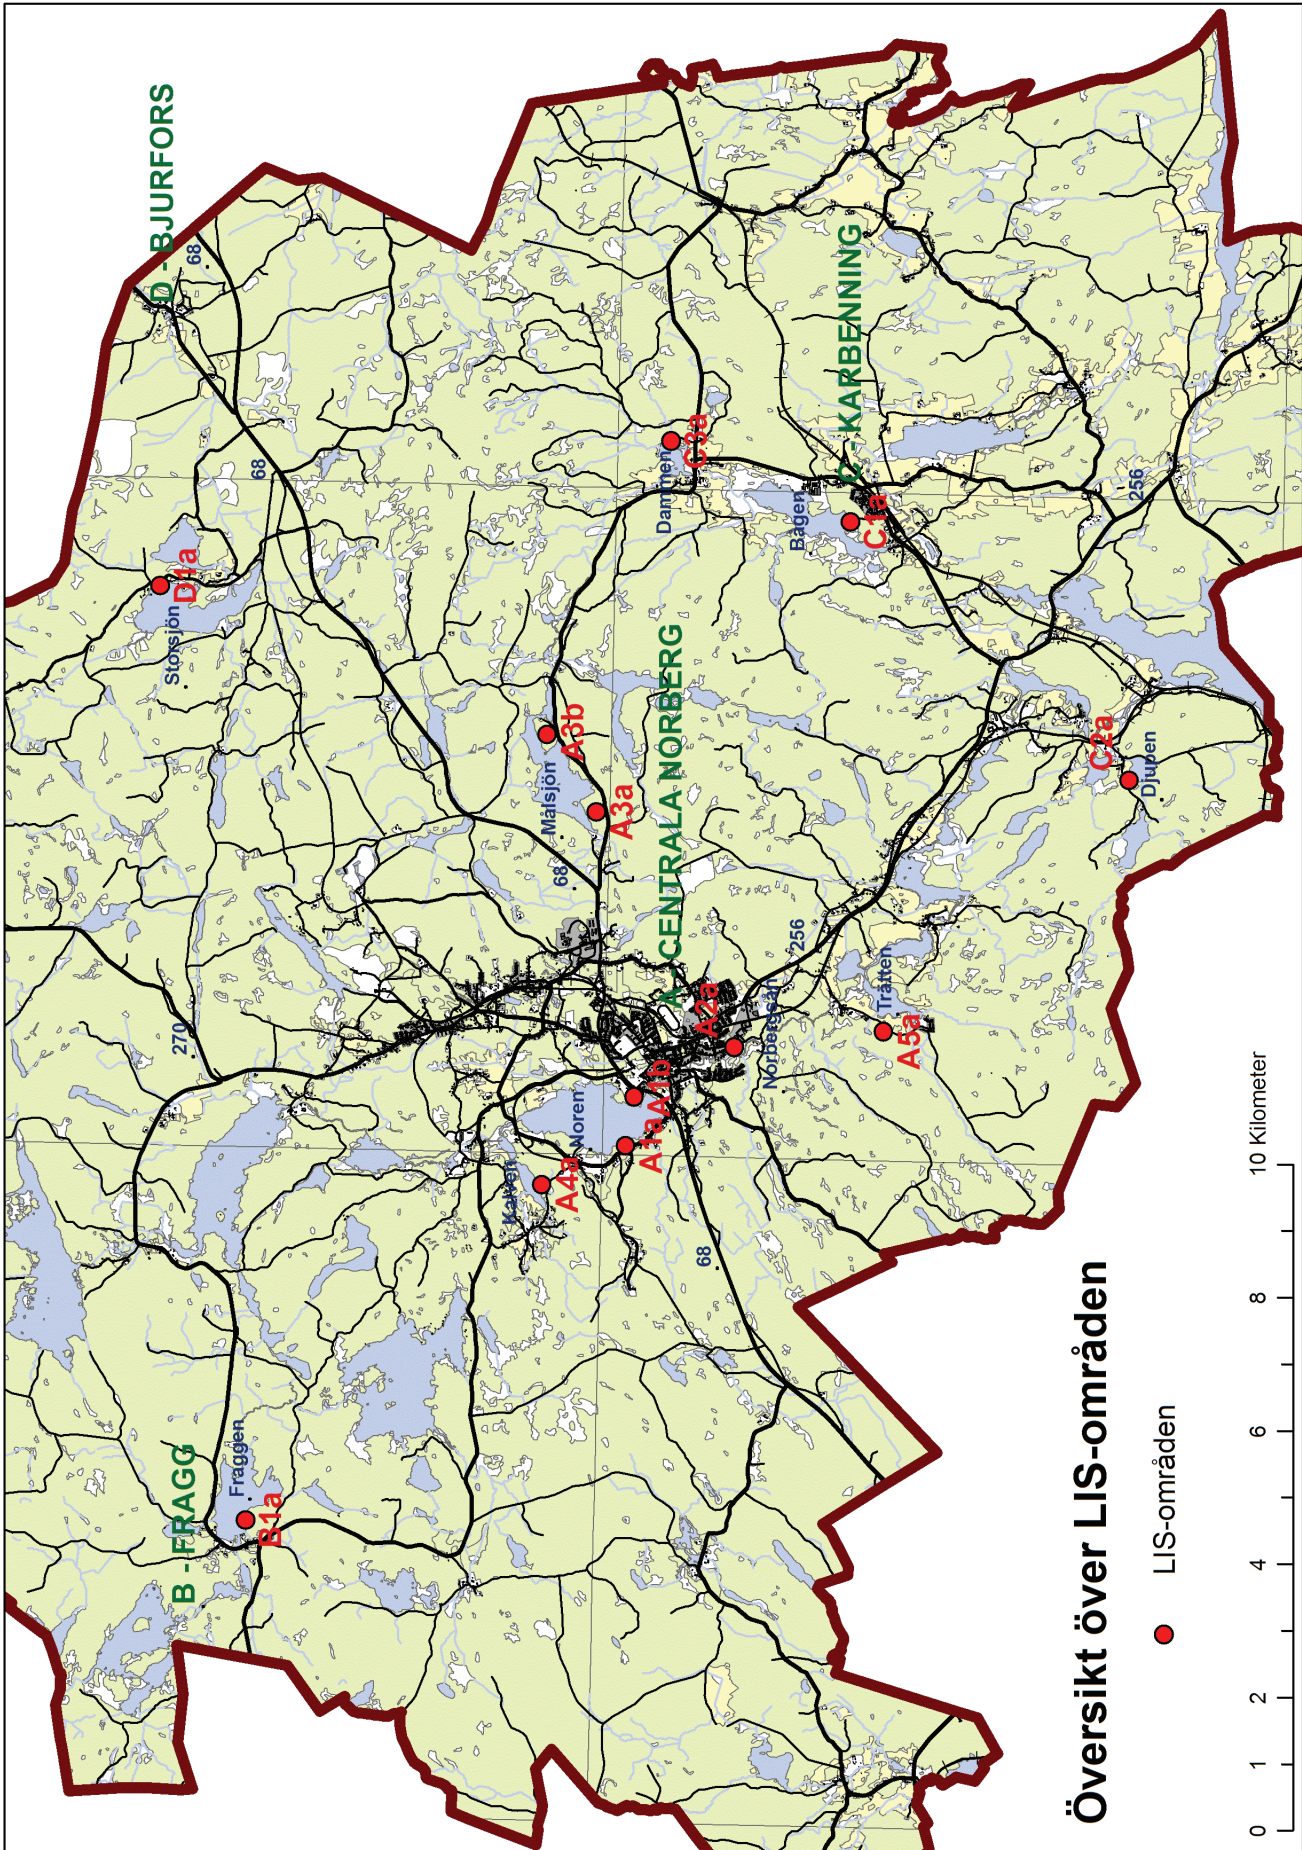 D - BJURFORS
68
68
D1a
Storsjön
C3a
Dammen
C - KARBENNING
Bågen
C1a
256
A3b
Målsjön
A3a
68
A - CENTRALA NORBERG
C2a
Djupen
270
256
A2a
Norbergsån
Trätten
A5a
A1b
A1a
Noren
Kalven
A4a
68
B - FRAGG
Fraggen
B1a
Översikt över LIS-områden
LIS-områden
0 1 2 4 6 8 10 Kilometer